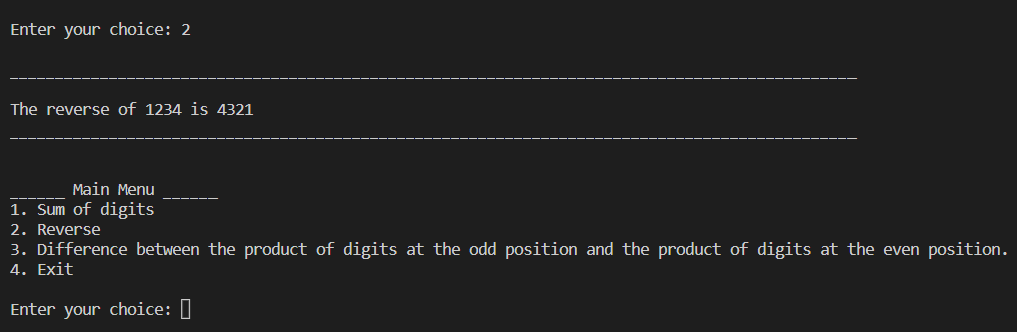 Enter your choice: 2
______________________________________________________________________________________________
The reverse of 1234 is 4321
______________________________________________________________________________________________
______ Main Menu ______
1. Sum of digits
2. Reverse
3. Difference between the product of digits at the odd position and the product of digits at the even position.
4. Exit
Enter your choice: